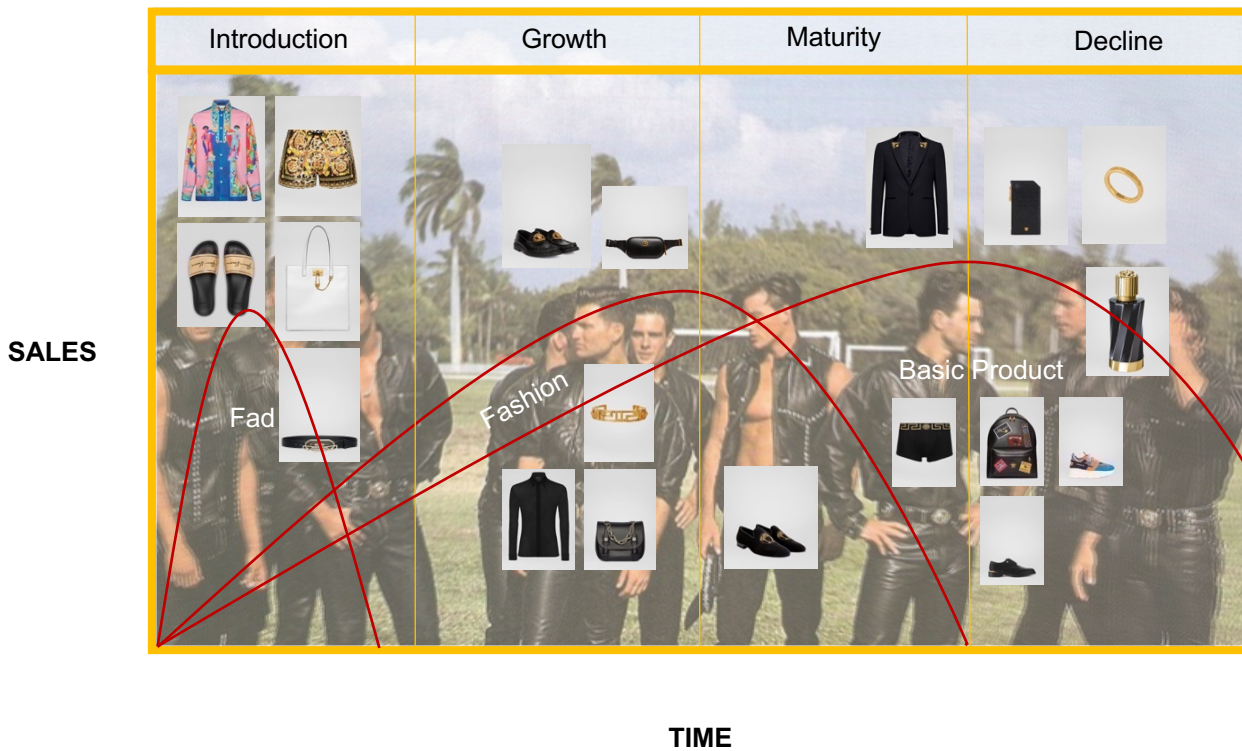 Introduction
Growth
Maturity
Decline
SALES
Fad
Fashion
Basic Product
TIME